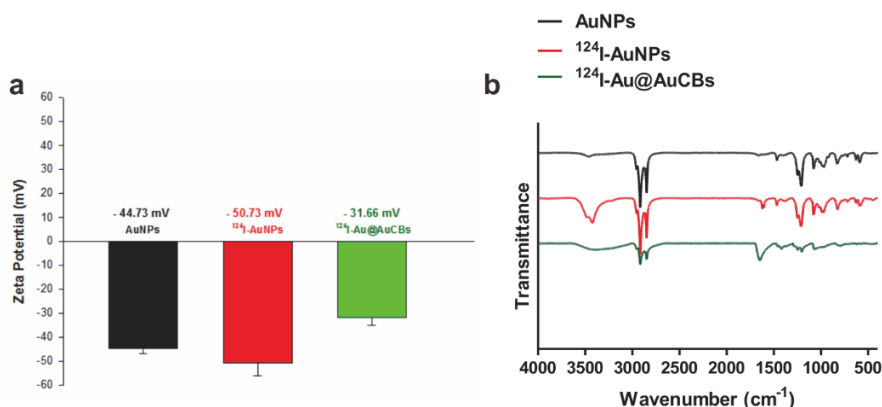 AuNPs
¹²⁴I-AuNPs
¹²⁴I-Au@AuCBs
a
b
60
50
40
30
20
10
0
-10
-20
-30
-40
-50
-60
Zeta Potential (mV)
- 44.73 mV
AuNPs
- 50.73 mV
¹²⁴I-AuNPs
- 31.66 mV
¹²⁴I-Au@AuCBs
Transmittance
4000 3500 3000 2500 2000 1500 1000 500
Wavenumber (cm⁻¹)